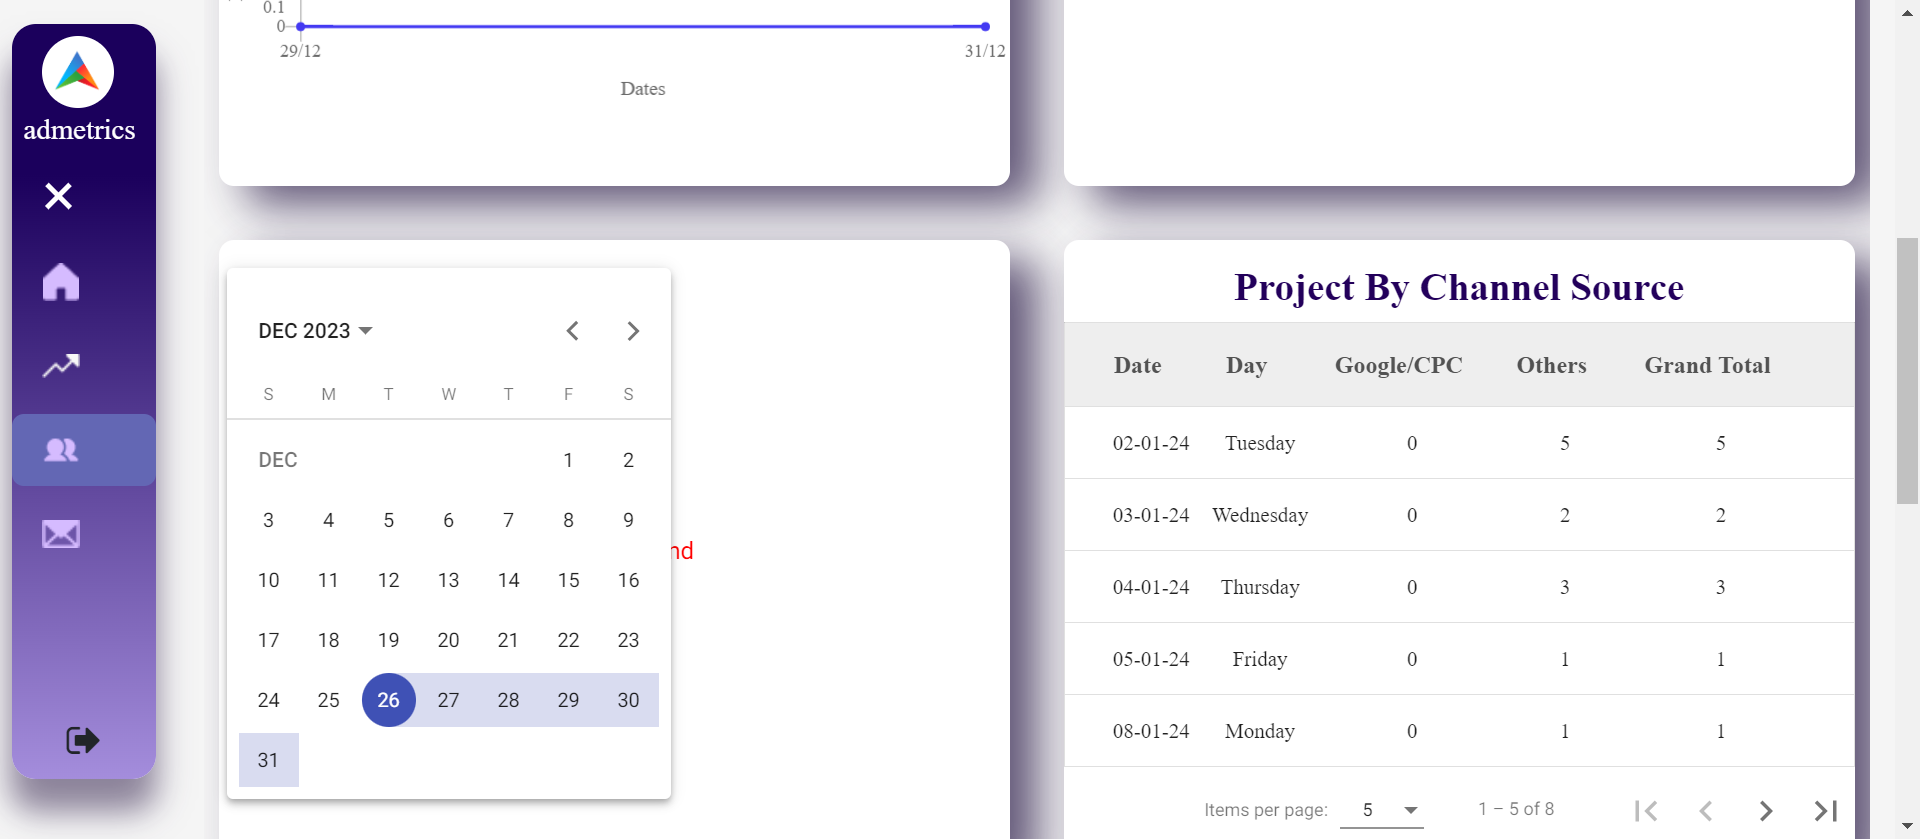 0.1
0
29/12
31/12
Dates
admetrics
DEC 2023
S M T W T F S
DEC 1 2
3 4 5 6 7 8 9
10 11 12 13 14 15 16
17 18 19 20 21 22 23
24 25 26 27 28 29 30
31
nd
Project By Channel Source
Date Day Google/CPC Others Grand Total
02-01-24 Tuesday 0 5 5
03-01-24 Wednesday 0 2 2
04-01-24 Thursday 0 3 3
05-01-24 Friday 0 1 1
08-01-24 Monday 0 1 1
Items per page: 5 1 – 5 of 8